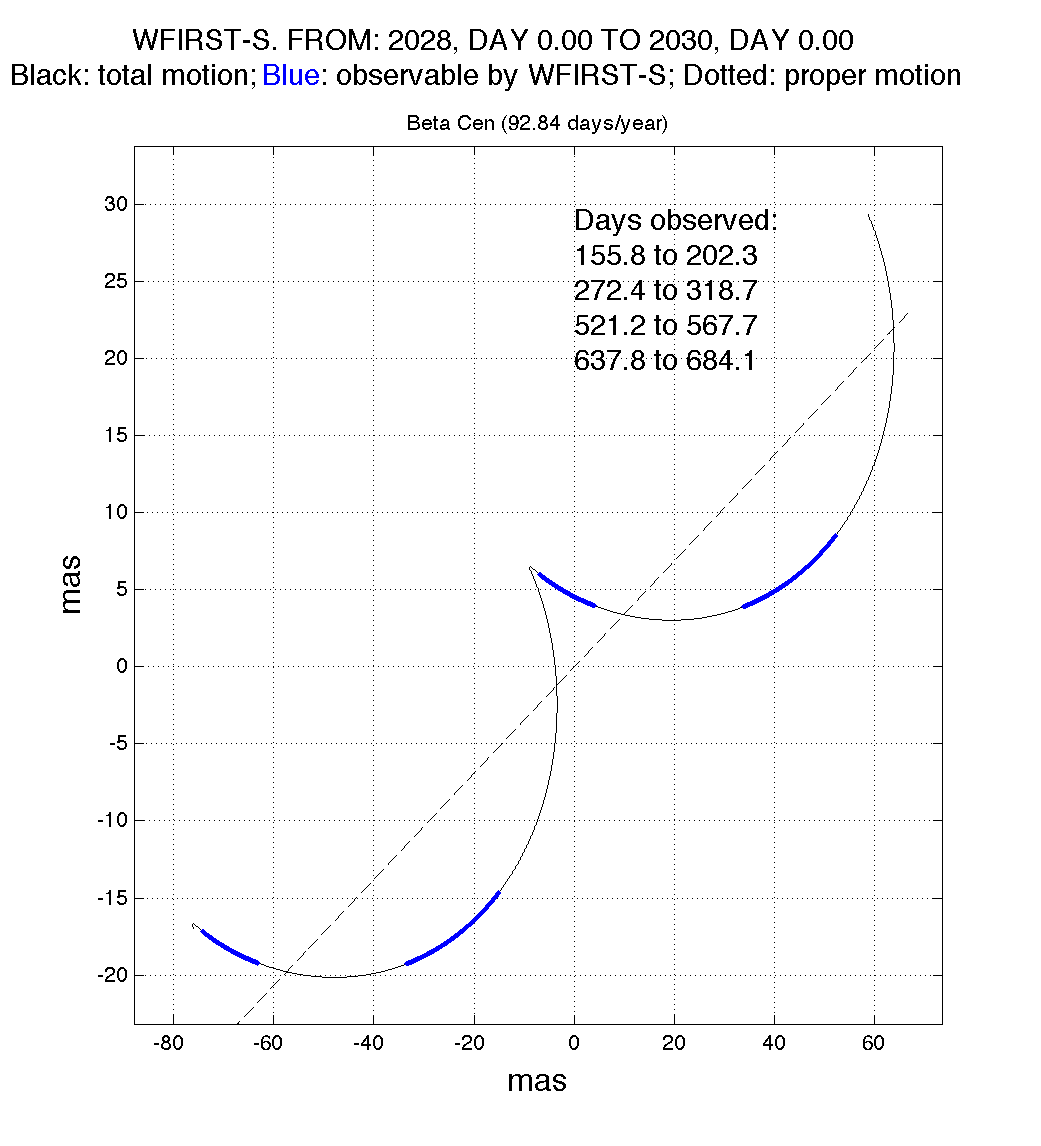 WFIRST-S. FROM: 2028, DAY 0.00 TO 2030, DAY 0.00
Black: total motion; Blue: observable by WFIRST-S; Dotted: proper motion
Beta Cen (92.84 days/year)
Days observed:
155.8 to 202.3
272.4 to 318.7
521.2 to 567.7
637.8 to 684.1
30
25
20
15
10
5
0
-5
-10
-15
-20
mas
-80 -60 -40 -20 0 20 40 60
mas